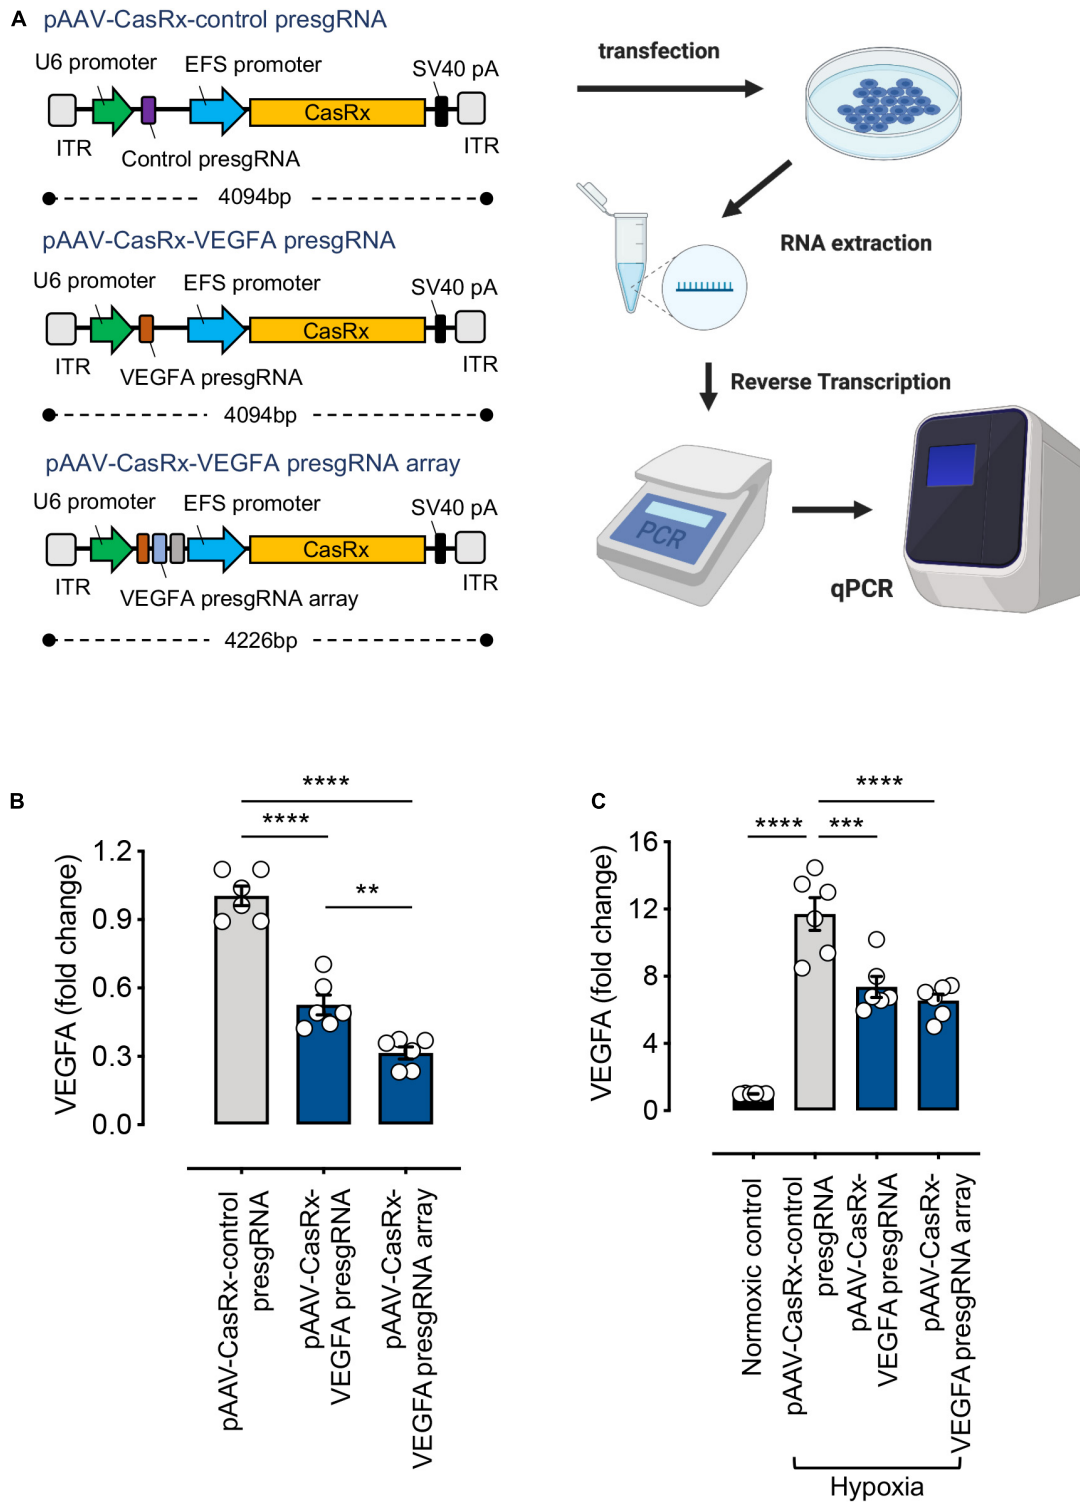 A
pAAV-CasRx-control presgRNA
U6 promoter
EFS promoter
SV40 pA
CasRx
ITR
ITR
Control presgRNA
4094bp
pAAV-CasRx-VEGFA presgRNA
U6 promoter
EFS promoter
SV40 pA
CasRx
ITR
ITR
VEGFA presgRNA
4094bp
pAAV-CasRx-VEGFA presgRNA array
U6 promoter
EFS promoter
SV40 pA
CasRx
ITR
ITR
VEGFA presgRNA array
4226bp
transfection
RNA extraction
Reverse Transcription
PCR
qPCR
B
****
****
**
VEGFA (fold change)
1.2
0.9
0.6
0.3
0.0
pAAV-CasRx-control
presgRNA
pAAV-CasRx-
VEGFA presgRNA
pAAV-CasRx-
VEGFA presgRNA array
C
****
****
***
VEGFA (fold change)
16
12
8
4
0
Normoxic control
pAAV-CasRx-control
presgRNA
pAAV-CasRx-
VEGFA presgRNA
pAAV-CasRx-
VEGFA presgRNA array
Hypoxia